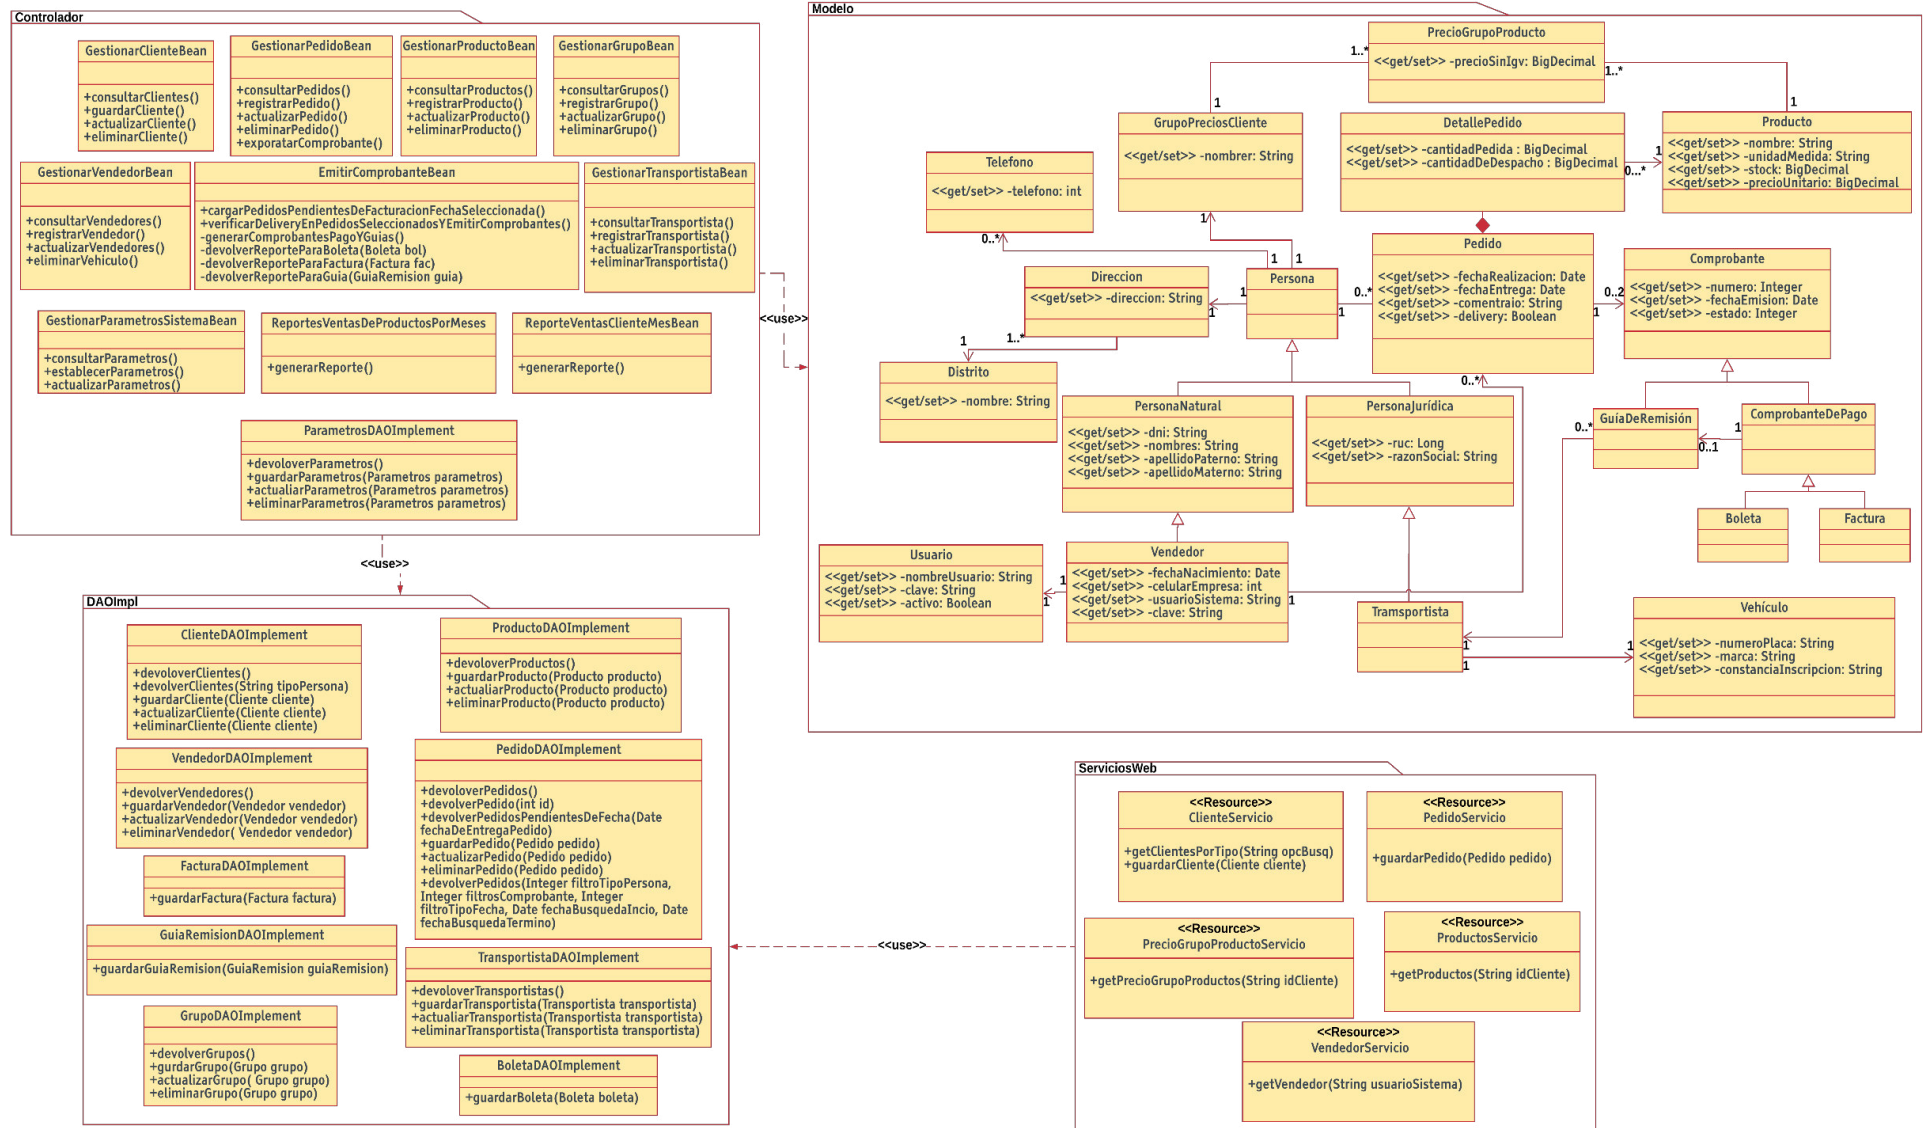 Controlador
GestionarClienteBean
+consultarClientes()
+guardarCliente()
+actualizarCliente()
+eliminarCliente()
GestionarPedidoBean
+consultarPedidos()
+registrarPedido()
+actualizarPedido()
+eliminarPedido()
+exporatarComprobante()
GestionarProductoBean
+consultarProductos()
+registrarProducto()
+actualizarProducto()
+eliminarProducto()
GestionarGrupoBean
+consultarGrupos()
+registrarGrupo()
+actualizarGrupo()
+eliminarGrupo()
GestionarVendedorBean
+consultarVendedores()
+registrarVendedor()
+actualizarVendedores()
+eliminarVehiculo()
EmitirComprobanteBean
+cargarPedidosPendientesDeFacturacionFechaSeleccionada()
+verificarDeliveryEnPedidosSeleccionadosYEmitirComprobantes()
-generarComprobantesPagoYGuias()
-devolverReporteParaBoleta(Boleta bol)
-devolverReporteParaFactura(Factura fac)
-devolverReporteParaGuia(GuiaRemision guia)
GestionarTransportistaBean
+consultarTransportista()
+registrarTransportista()
+actualizarTransportista()
+eliminarTransportista()
GestionarParametrosSistemaBean
+consultarParametros()
+establecerParametros()
+actualizarParametros()
ReportesVentasDeProductosPorMeses
+generarReporte()
ReporteVentasClienteMesBean
+generarReporte()
ParametrosDAOImplement
+devoloverParametros()
+guardarParametros(Parametros parametros)
+actualiarParametros(Parametros parametros)
+eliminarParametros(Parametros parametros)
<<use>>
<<use>>
Modelo
PrecioGrupoProducto
<<get/set>> -precioSinIgv: BigDecimal
1..*
1..*
1
1
GrupoPreciosCliente
<<get/set>> -nombrer: String
DetallePedido
<<get/set>> -cantidadPedida : BigDecimal
<<get/set>> -cantidadDeDespacho : BigDecimal
1
0...*
Producto
<<get/set>> -nombre: String
<<get/set>> -unidadMedida: String
<<get/set>> -stock: BigDecimal
<<get/set>> -precioUnitario: BigDecimal
Telefono
<<get/set>> -telefono: int
0..*
1
1
1
Direccion
<<get/set>> -direccion: String
1
1
Persona
1
0..*
Pedido
<<get/set>> -fechaRealizacion: Date
<<get/set>> -fechaEntrega: Date
<<get/set>> -comentraio: String
<<get/set>> -delivery: Boolean
0..2
1
Comprobante
<<get/set>> -numero: Integer
<<get/set>> -fechaEmision: Date
<<get/set>> -estado: Integer
1
1..*
Distrito
<<get/set>> -nombre: String
PersonaNatural
<<get/set>> -dni: String
<<get/set>> -nombres: String
<<get/set>> -apellidoPaterno: String
<<get/set>> -apellidoMaterno: String
PersonaJurídica
<<get/set>> -ruc: Long
<<get/set>> -razonSocial: String
0..*
0..*
GuíaDeRemisión
0..1
1
ComprobanteDePago
Boleta
Factura
Usuario
<<get/set>> -nombreUsuario: String
<<get/set>> -clave: String
<<get/set>> -activo: Boolean
1
1
Vendedor
<<get/set>> -fechaNacimiento: Date
<<get/set>> -celularEmpresa: int
<<get/set>> -usuarioSistema: String
<<get/set>> -clave: String
1
Tramsportista
1
1
1
Vehículo
<<get/set>> -numeroPlaca: String
<<get/set>> -marca: String
<<get/set>> -constanciaInscripcion: String
DAOImpl
ClienteDAOImplement
+devoloverClientes()
+devolverClientes(String tipoPersona)
+guardarCliente(Cliente cliente)
+actualizarCliente(Cliente cliente)
+eliminarCliente(Cliente cliente)
ProductoDAOImplement
+devoloverProductos()
+guardarProducto(Producto producto)
+actualiarProducto(Producto producto)
+eliminarProducto(Producto producto)
VendedorDAOImplement
+devolverVendedores()
+guardarVendedor(Vendedor vendedor)
+actualizarVendedor(Vendedor vendedor)
+eliminarVendedor( Vendedor vendedor)
PedidoDAOImplement
+devoloverPedidos()
+devolverPedido(int id)
+devolverPedidosPendientesDeFecha(Date
fechaDeEntregaPedido)
+guardarPedido(Pedido pedido)
+actualizarPedido(Pedido pedido)
+eliminarPedido(Pedido pedido)
+devolverPedidos(Integer filtroTipoPersona,
Integer filtrosComprobante, Integer
filtroTipoFecha, Date fechaBusquedaIncio, Date
fechaBusquedaTermino)
FacturaDAOImplement
+guardarFactura(Factura factura)
GuiaRemisionDAOImplement
+guardarGuiaRemision(GuiaRemision guiaRemision)
TransportistaDAOImplement
+devoloverTransportistas()
+guardarTransportista(Transportista transportista)
+actualiarTransportista(Transportista transportista)
+eliminarTransportista(Transportista transportista)
GrupoDAOImplement
+devolverGrupos()
+gurdarGrupo(Grupo grupo)
+actualizarGrupo( Grupo grupo)
+eliminarGrupo(Grupo grupo)
BoletaDAOImplement
+guardarBoleta(Boleta boleta)
<<use>>
ServiciosWeb
<<Resource>>
ClienteServicio
+getClientesPorTipo(String opcBusq)
+guardarCliente(Cliente cliente)
<<Resource>>
PedidoServicio
+guardarPedido(Pedido pedido)
<<Resource>>
PrecioGrupoProductoServicio
+getPrecioGrupoProductos(String idCliente)
<<Resource>>
ProductosServicio
+getProductos(String idCliente)
<<Resource>>
VendedorServicio
+getVendedor(String usuarioSistema)